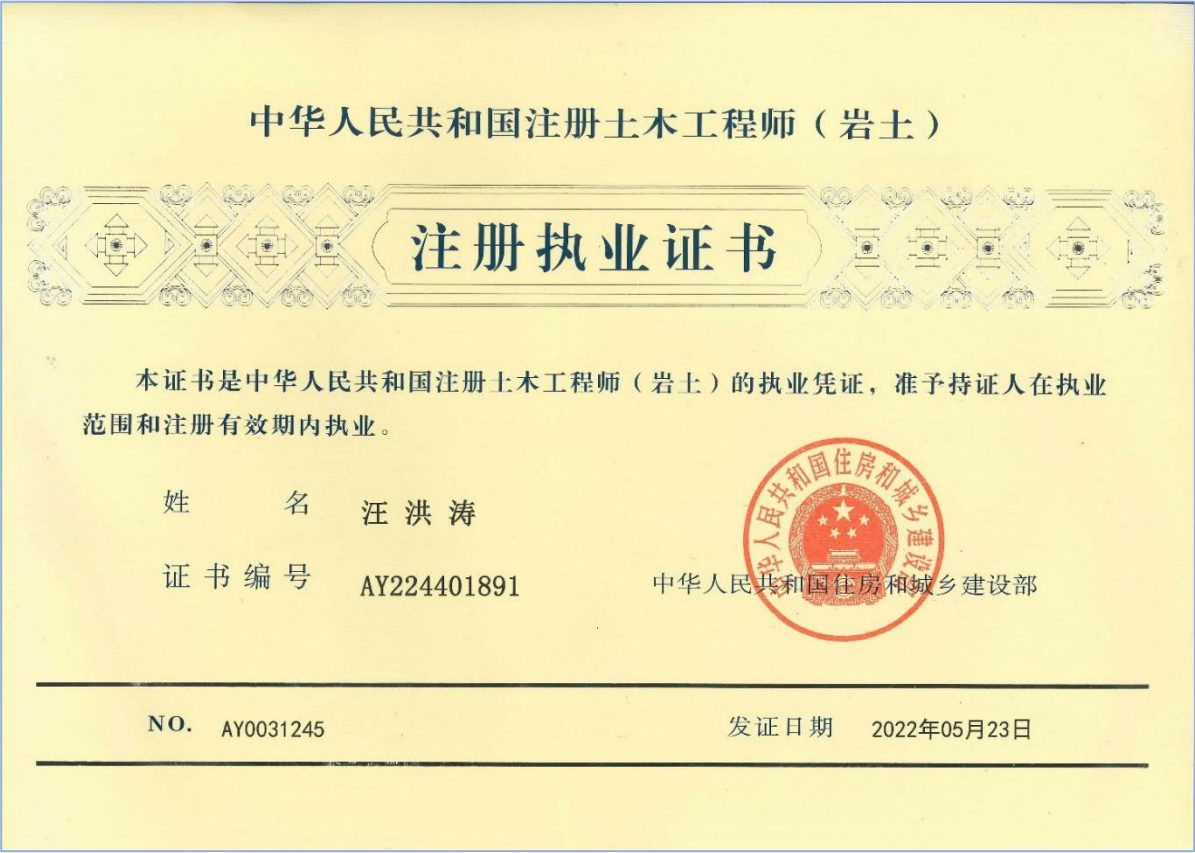 中华人民共和国注册土木工程师（岩土）
注册执业证书
本证书是中华人民共和国注册土木工程师（岩土）的执业凭证，准予持证人在执业
范围和注册有效期内执业。
姓名 汪洪涛
中华人民共和国住房和城乡建设部
证书编号 AY224401891
中华人民共和国住房和城乡建设部
NO. AY0031245 发证日期 2022年05月23日